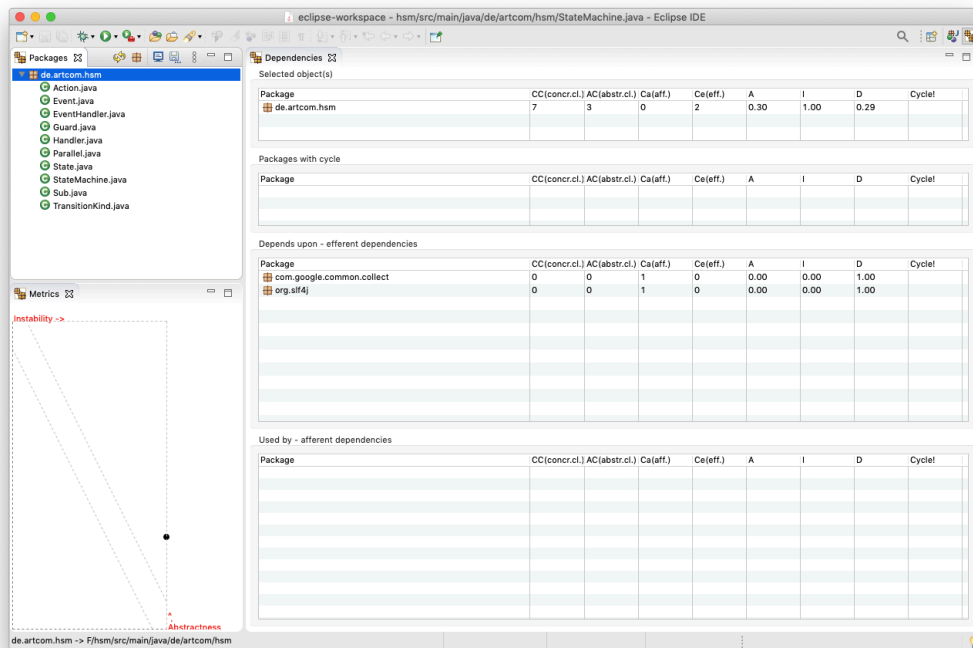 eclipse-workspace - hsm/src/main/java/de/artcom/hsm/StateMachine.java - Eclipse IDE
Packages
de.artcom.hsm
Action.java
Event.java
EventHandler.java
Guard.java
Handler.java
Parallel.java
State.java
StateMachine.java
Sub.java
TransitionKind.java
Metrics
Instability ->
^
Abstractness
Dependencies
Selected object(s)
Package CC(concr.cl.) AC(abstr.cl.) Ca(aff.) Ce(eff.) A I D Cycle!
de.artcom.hsm 7 3 0 2 0.30 1.00 0.29
Packages with cycle
Package CC(concr.cl.) AC(abstr.cl.) Ca(aff.) Ce(eff.) A I D Cycle!
Depends upon - efferent dependencies
Package CC(concr.cl.) AC(abstr.cl.) Ca(aff.) Ce(eff.) A I D Cycle!
com.google.common.collect 0 0 1 0 0.00 0.00 1.00
org.slf4j 0 0 1 0 0.00 0.00 1.00
Used by - afferent dependencies
Package CC(concr.cl.) AC(abstr.cl.) Ca(aff.) Ce(eff.) A I D Cycle!
de.artcom.hsm -> F/hsm/src/main/java/de/artcom/hsm